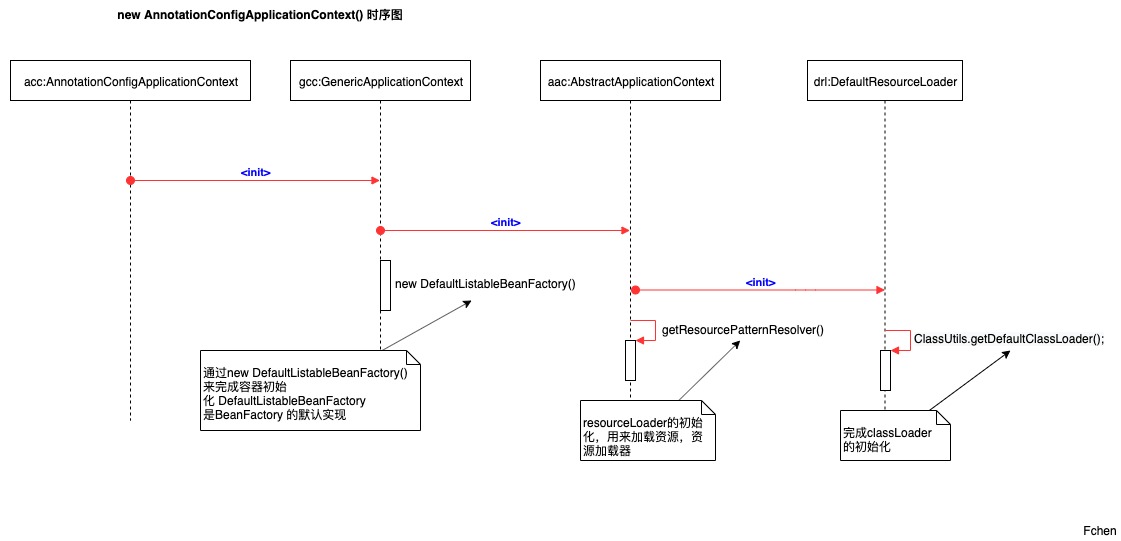 new AnnotationConfigApplicationContext() 时序图
acc:AnnotationConfigApplicationContext
gcc:GenericApplicationContext
aac:AbstractApplicationContext
drl:DefaultResourceLoader
<init>
<init>
<init>
new DefaultListableBeanFactory()
getResourcePatternResolver()
ClassUtils.getDefaultClassLoader();
通过new DefaultListableBeanFactory()
来完成容器初始
化 DefaultListableBeanFactory
是BeanFactory 的默认实现
resourceLoader的初始
化，用来加载资源，资
源加载器
完成classLoader
的初始化
Fchen